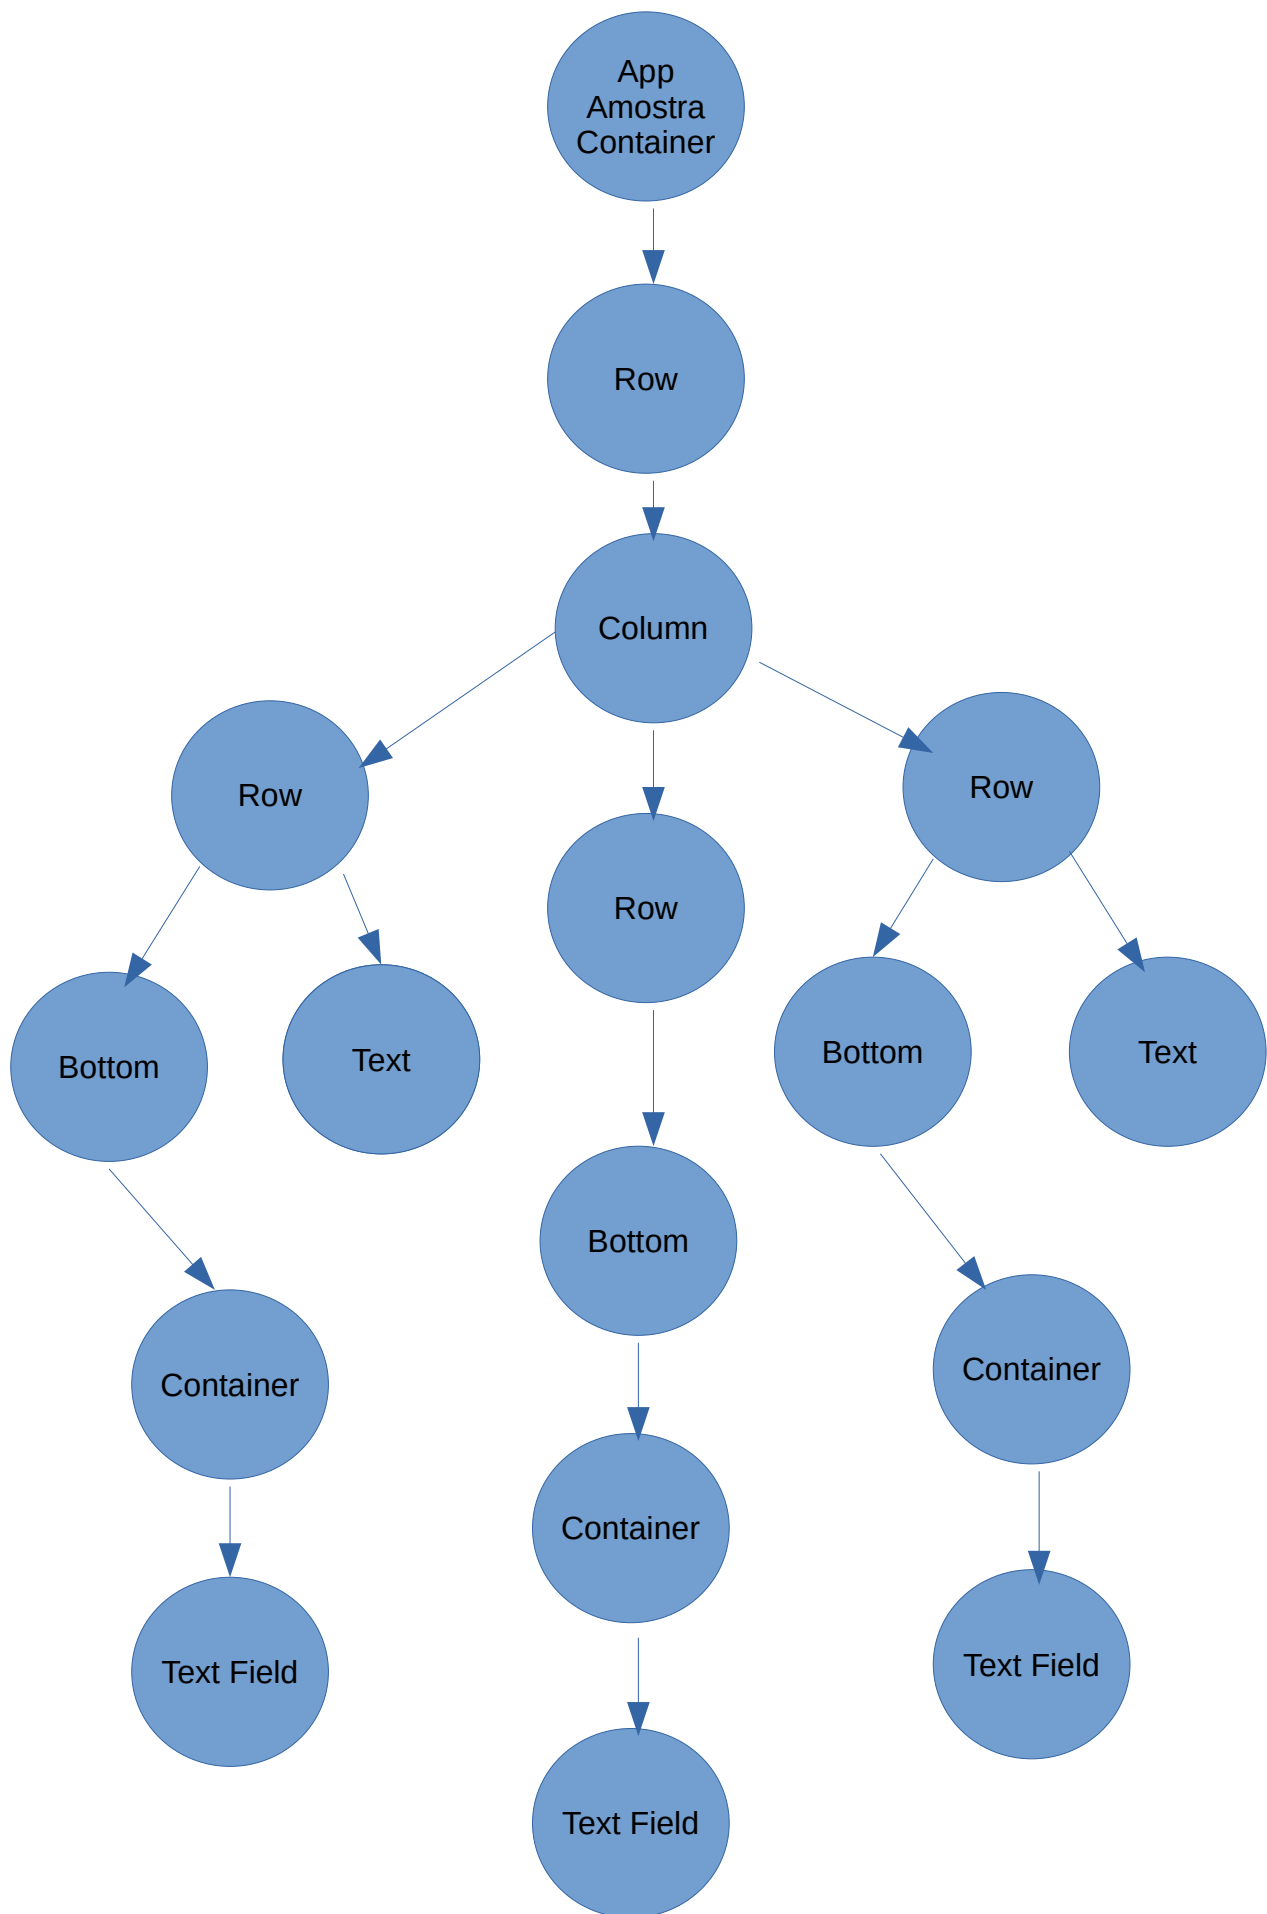 App
Amostra
Container
Row
Column
Row
Row
Row
Bottom
Text
Bottom
Text
Bottom
Container
Container
Container
Text Field
Text Field
Text Field